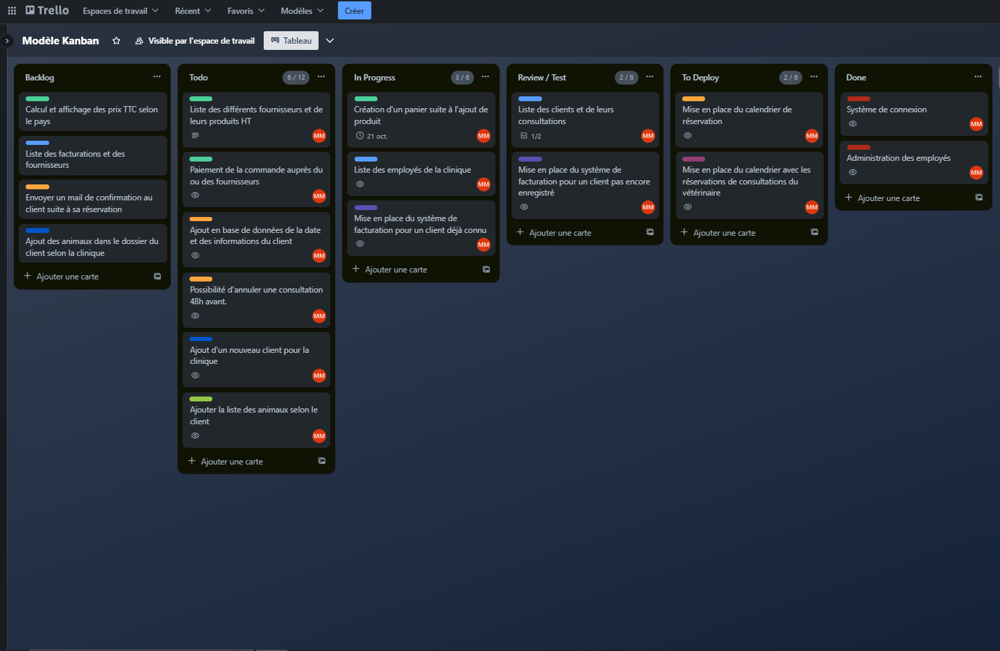 Trello Espaces de travail Récent Favoris Modèles Créer
Modèle Kanban Visible par l'espace de travail Tableau
Backlog
Calcul et affichage des prix TTC selon
le pays
Liste des facturations et des
fournisseurs
Envoyer un mail de confirmation au
client suite à sa réservation
Ajout des animaux dans le dossier du
client selon la clinique
+ Ajouter une carte
Todo 6 / 12
Liste des différents fournisseurs et de
leurs produits HT
MM
Paiement de la commande auprès du
ou des fournisseurs
MM
Ajout en base de données de la date
et des informations du client
MM
Possibilité d'annuler une consultation
48h avant.
MM
Ajout d'un nouveau client pour la
clinique
MM
Ajouter la liste des animaux selon le
client
MM
+ Ajouter une carte
In Progress 3 / 6
Création d'un panier suite à l'ajout de
produit
21 oct. MM
Liste des employés de la clinique
MM
Mise en place du système de
facturation pour un client déjà connu
MM
+ Ajouter une carte
Review / Test 2 / 6
Liste des clients et de leurs
consultations
1/2 MM
Mise en place du système de
facturation pour un client pas encore
enregistré
MM
+ Ajouter une carte
To Deploy 2 / 6
Mise en place du calendrier de
réservation
MM
Mise en place du calendrier avec les
réservations de consultations du
vétérinaire
MM
+ Ajouter une carte
Done
Système de connexion
MM
Administration des employés
MM
+ Ajouter une carte